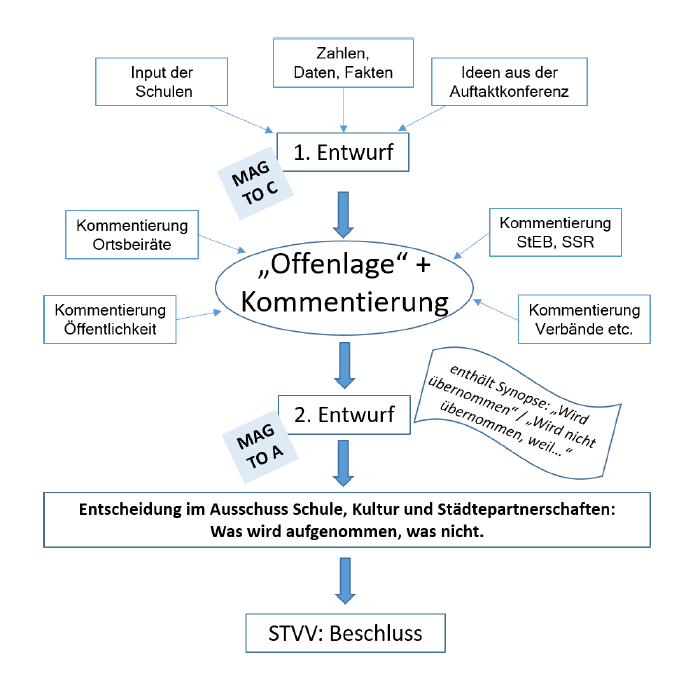 Zahlen,
Daten, Fakten
Input der
Schulen
Ideen aus der
Auftaktkonferenz
1. Entwurf
MAG
TO C
Kommentierung
Ortsbeiräte
Kommentierung
StEB, SSR
„Offenlage“ +
Kommentierung
Kommentierung
Öffentlichkeit
Kommentierung
Verbände etc.
enthält Synopse: „Wird
übernommen“ / „Wird nicht
übernommen, weil...“
2. Entwurf
MAG
TO A
Entscheidung im Ausschuss Schule, Kultur und Städtepartnerschaften:
Was wird aufgenommen, was nicht.
STVV: Beschluss